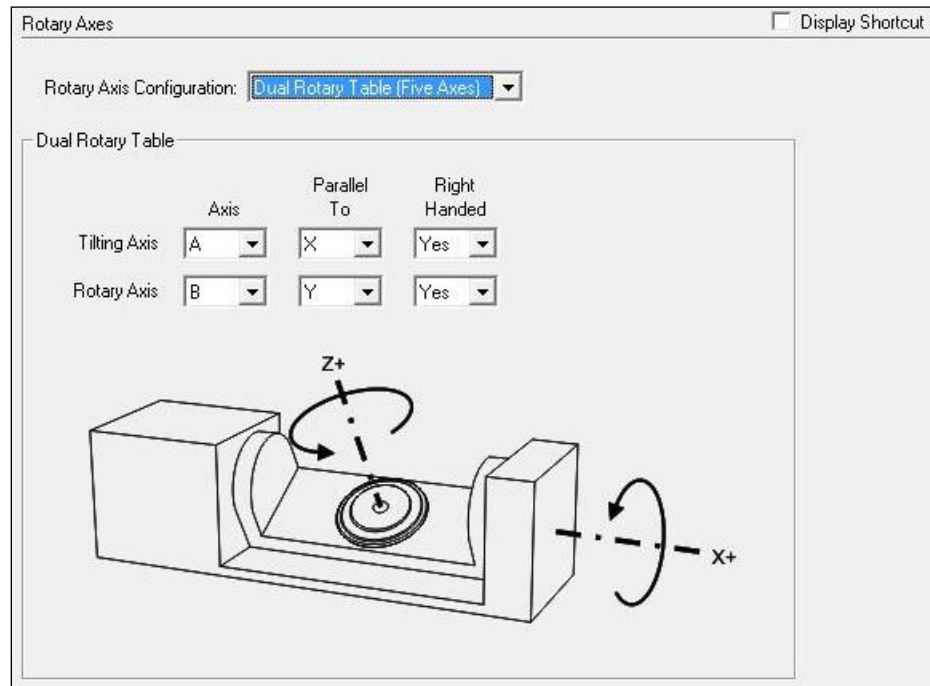 Rotary Axes
Display Shortcut
Rotary Axis Configuration: Dual Rotary Table (Five Axes)
Dual Rotary Table
Axis Parallel To Right Handed
Tilting Axis A X Yes
Rotary Axis B Y Yes
Z+
X+